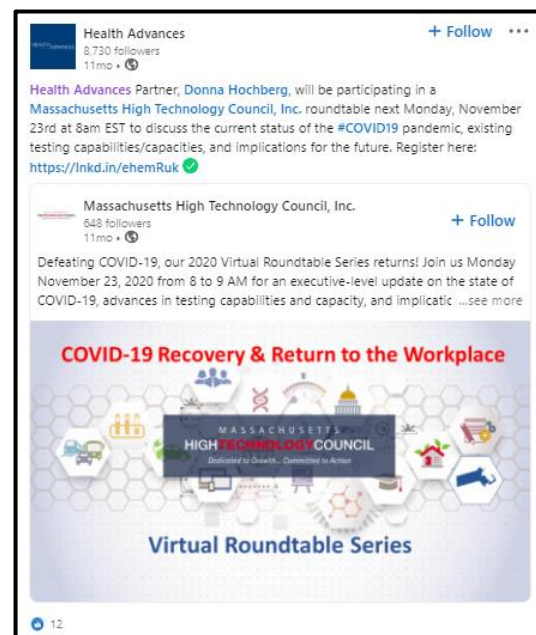 Health Advances
+ Follow ...
8,730 followers
11mo •
Health Advances Partner, Donna Hochberg, will be participating in a
Massachusetts High Technology Council, Inc. roundtable next Monday, November
23rd at 8am EST to discuss the current status of the #COVID19 pandemic, existing
testing capabilities/capacities, and implications for the future. Register here:
https://lnkd.in/ehemRuk
Massachusetts High Technology Council, Inc.
648 followers
+ Follow
11mo •
Defeating COVID-19, our 2020 Virtual Roundtable Series returns! Join us Monday
November 23, 2020 from 8 to 9 AM for an executive-level update on the state of
COVID-19, advances in testing capabilities and capacity, and implicatic ...see more
COVID-19 Recovery & Return to the Workplace
MASSACHUSETTS
HIGHTECHNOLOGYCOUNCIL
Dedicated to Growth... Committed to Action
Virtual Roundtable Series
12